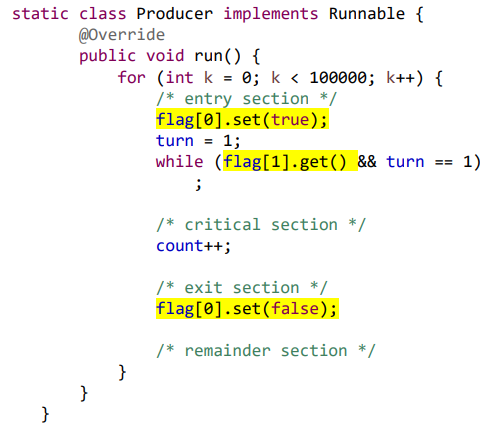 static class Producer implements Runnable {
@Override
public void run() {
for (int k = 0; k < 100000; k++) {
/* entry section */
flag[0].set(true);
turn = 1;
while (flag[1].get() && turn == 1)
;
/* critical section */
count++;
/* exit section */
flag[0].set(false);
/* remainder section */
}
}
}